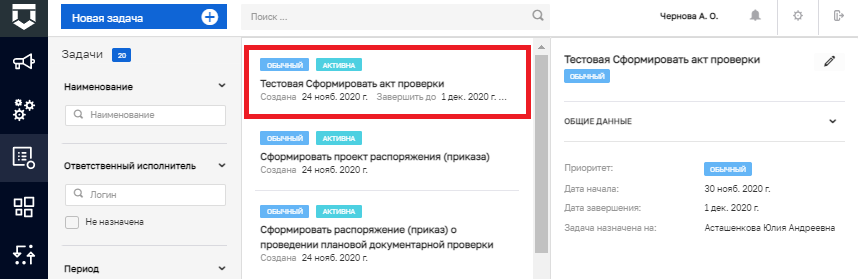 Новая задача
Поиск ...
Чернова А. О.
Задачи 20
Наименование
Наименование
Ответственный исполнитель
Логин
Не назначена
Период
ОБЫЧНЫЙ АКТИВНА
Тестовая Сформировать акт проверки
Создана 24 нояб. 2020 г. Завершить до 1 дек. 2020 г. ...
ОБЫЧНЫЙ АКТИВНА
Сформировать проект распоряжения (приказа)
Создана 24 нояб. 2020 г.
ОБЫЧНЫЙ АКТИВНА
Сформировать распоряжение (приказ) о
проведении плановой документарной проверки
Создана 24 нояб. 2020 г.
Тестовая Сформировать акт проверки
ОБЫЧНЫЙ
ОБЩИЕ ДАННЫЕ
Приоритет: ОБЫЧНЫЙ
Дата начала: 30 нояб. 2020 г.
Дата завершения: 1 дек. 2020 г.
Задача назначена на: Асташенкова Юлия Андреевна